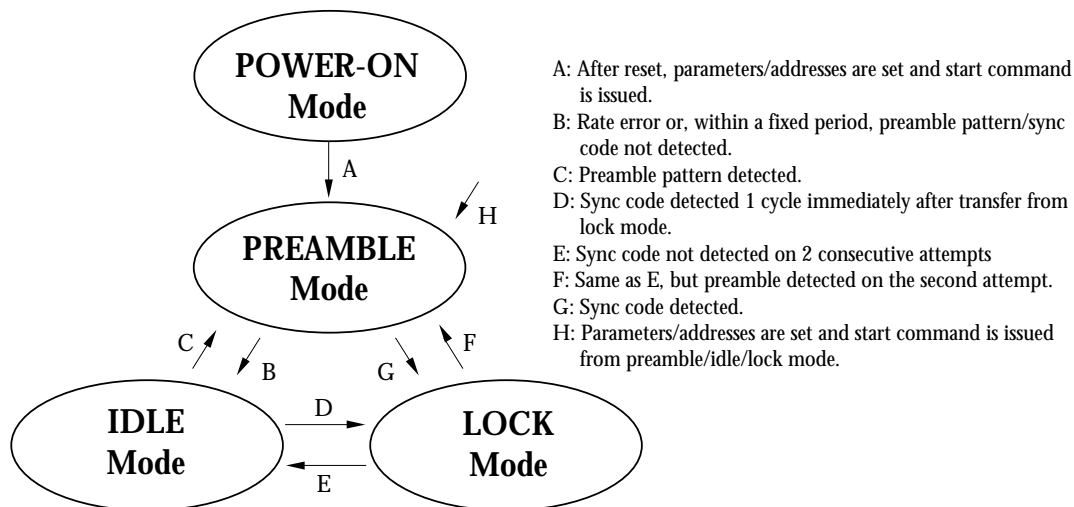 POWER-ON
Mode
A
H
PREAMBLE
Mode
C
B
G
F
IDLE
Mode
D
E
LOCK
Mode
A: After reset, parameters/addresses are set and start command
is issued.
B: Rate error or, within a fixed period, preamble pattern/sync
code not detected.
C: Preamble pattern detected.
D: Sync code detected 1 cycle immediately after transfer from
lock mode.
E: Sync code not detected on 2 consecutive attempts
F: Same as E, but preamble detected on the second attempt.
G: Sync code detected.
H: Parameters/addresses are set and start command is issued
from preamble/idle/lock mode.